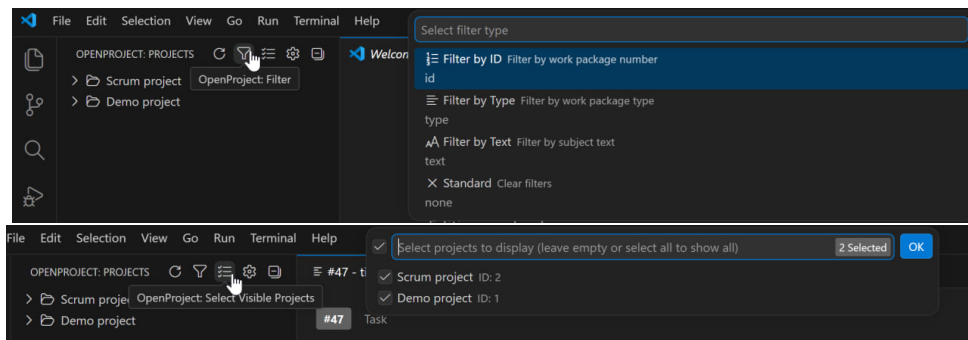 File Edit Selection View Go Run Terminal Help
Select filter type
OPENPROJECT: PROJECTS
Welcon
Filter by ID Filter by work package number
id
Scrum project
OpenProject: Filter
Demo project
Filter by Type Filter by work package type
type
Filter by Text Filter by subject text
text
Standard Clear filters
none
File Edit Selection View Go Run Terminal Help
Select projects to display (leave empty or select all to show all)
2 Selected
OK
OPENPROJECT: PROJECTS
#47 - ti
Scrum project ID: 2
Scrum proje
OpenProject: Select Visible Projects
Demo project ID: 1
Demo project
#47 Task